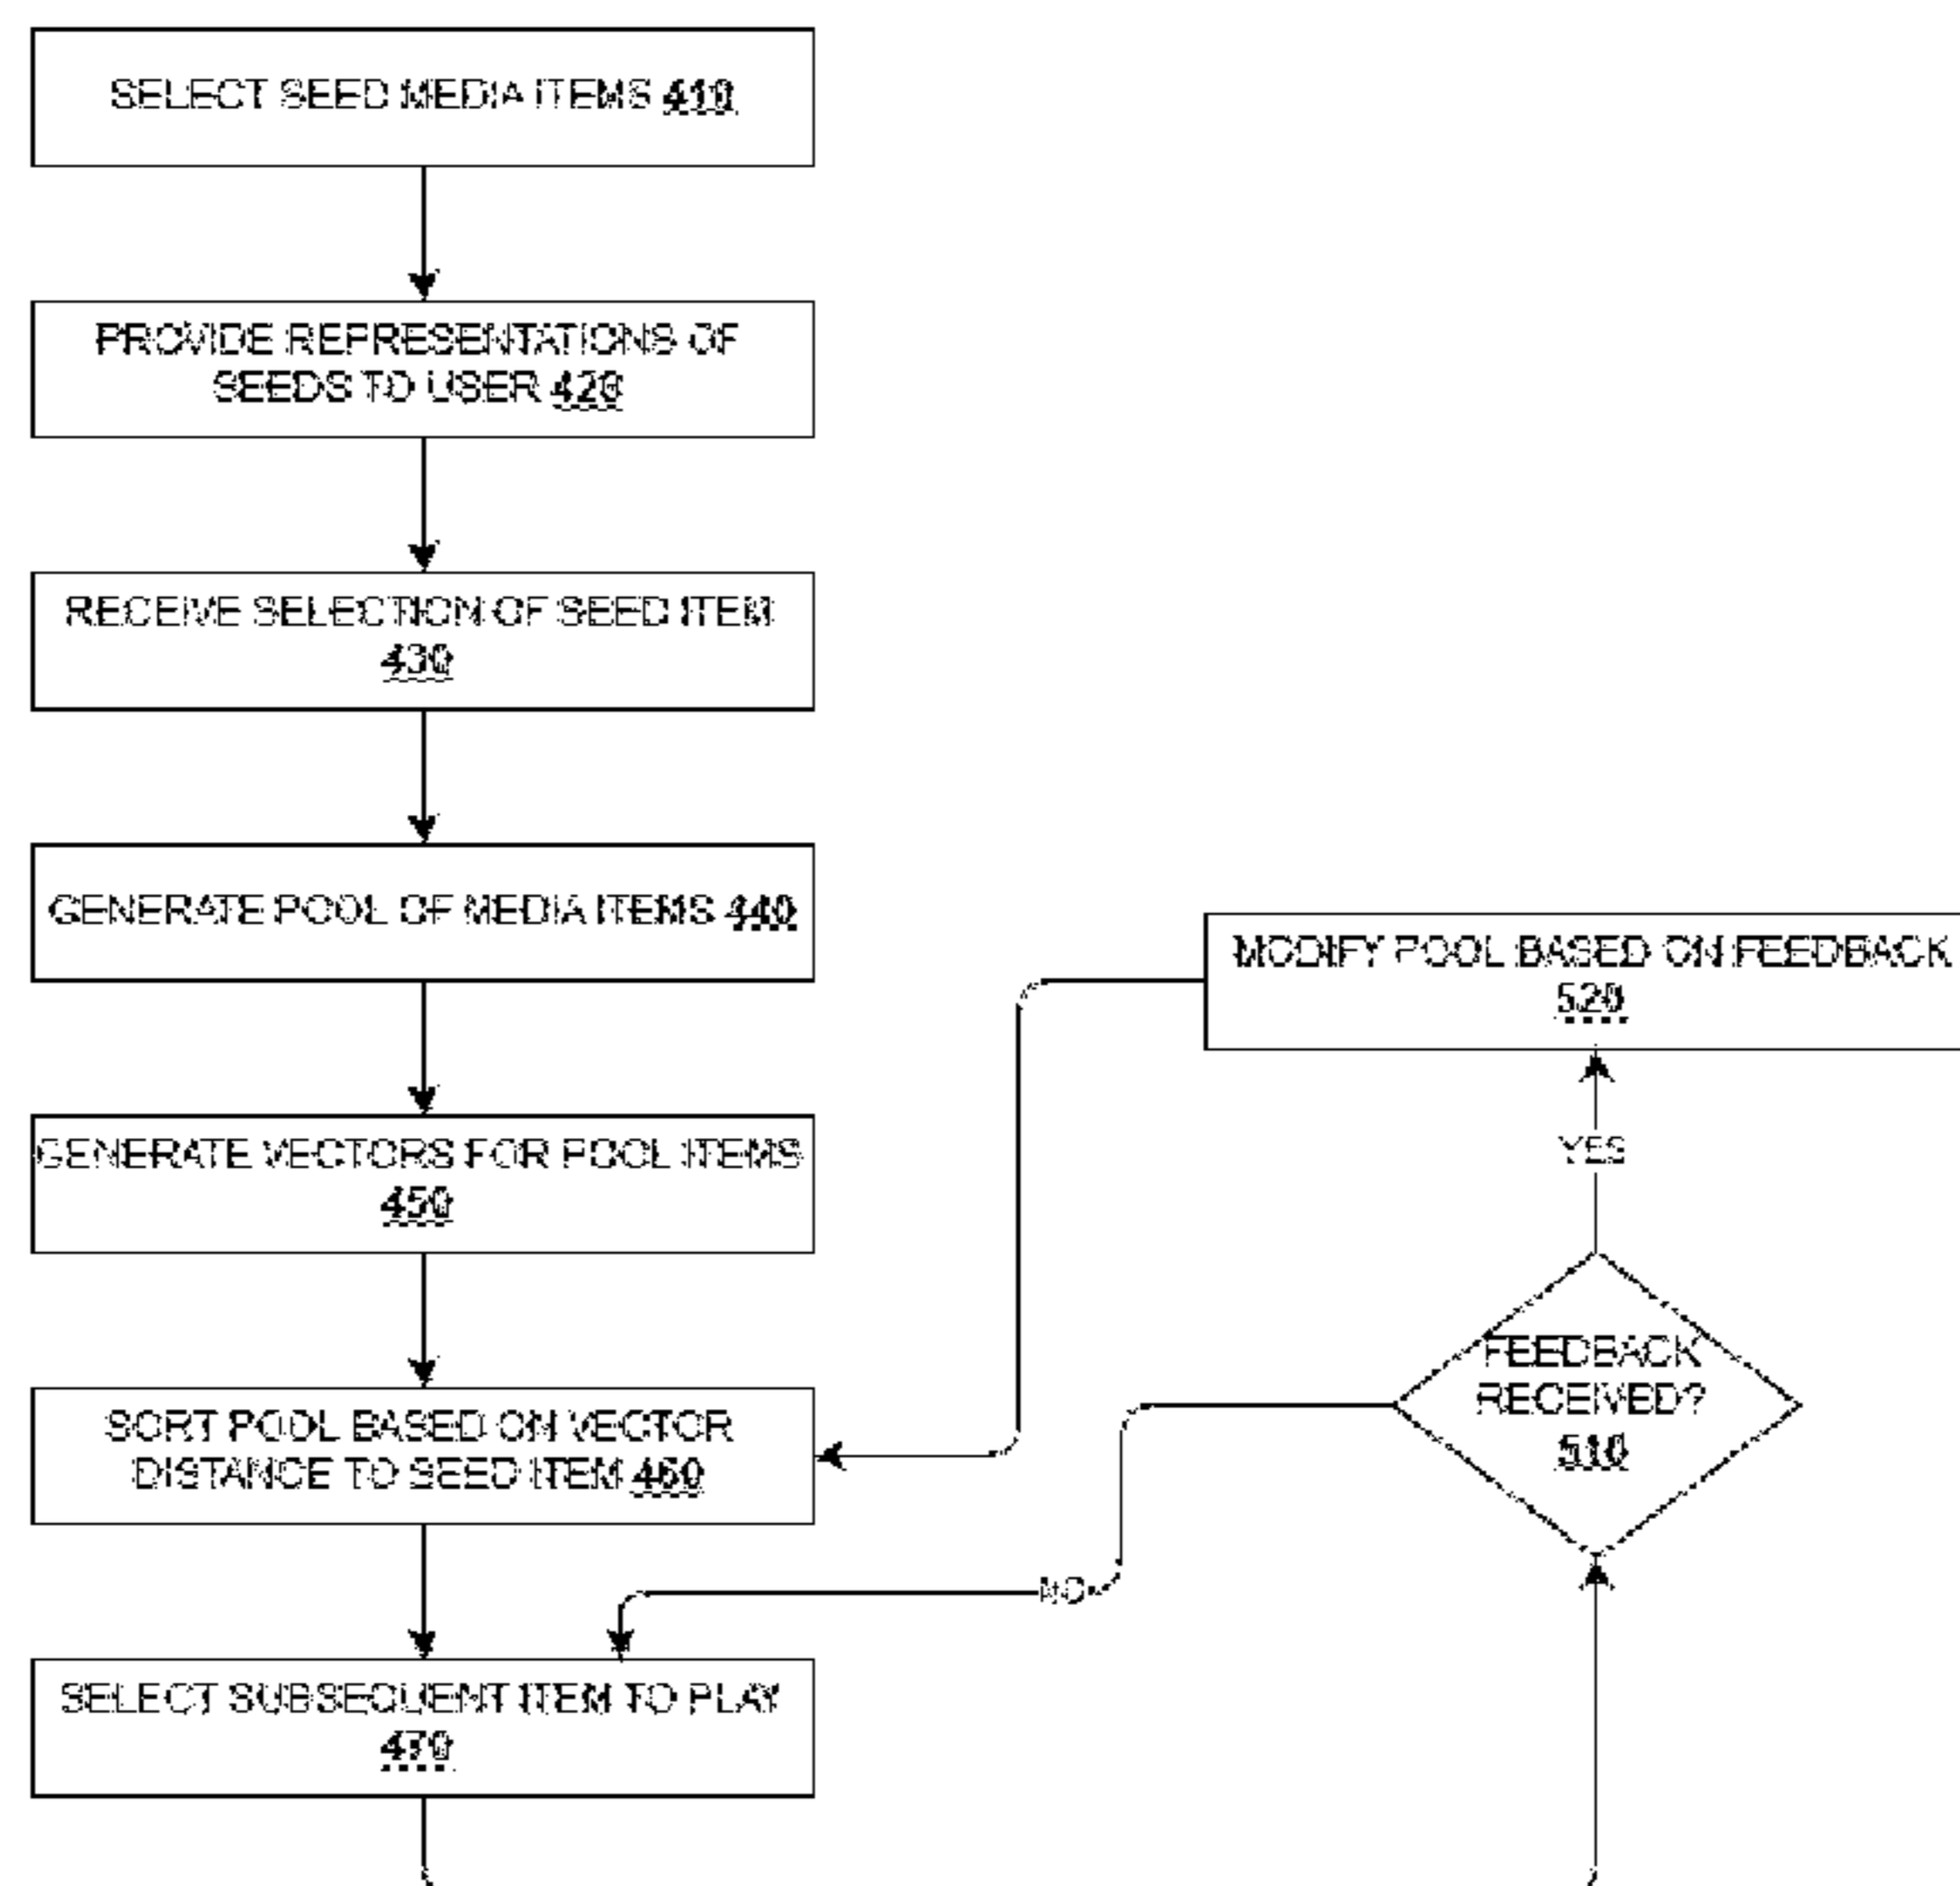 SELECT SEED MEDIA ITEMS 410
PROVIDE REPRESENTATIONS OF
SEEDS TO USER 420
RECEIVE SELECTION OF SEED ITEM
430
GENERATE POOL OF MEDIA ITEMS 440
GENERATE VECTORS FOR POOL ITEMS
450
SORT POOL BASED ON VECTOR
DISTANCE TO SEED ITEM 460
SELECT SUBSEQUENT ITEM TO PLAY
470
MODIFY POOL BASED ON FEEDBACK
520
YES
FEEDBACK
RECEIVED?
510
NO